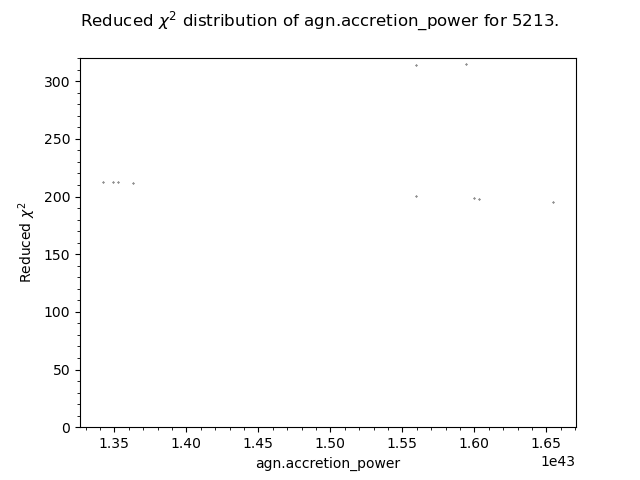 Reduced χ² distribution of agn.accretion_power for 5213.
300
250
200
150
100
50
0
Reduced χ²
1.35 1.40 1.45 1.50 1.55 1.60 1.65
1e43
agn.accretion_power